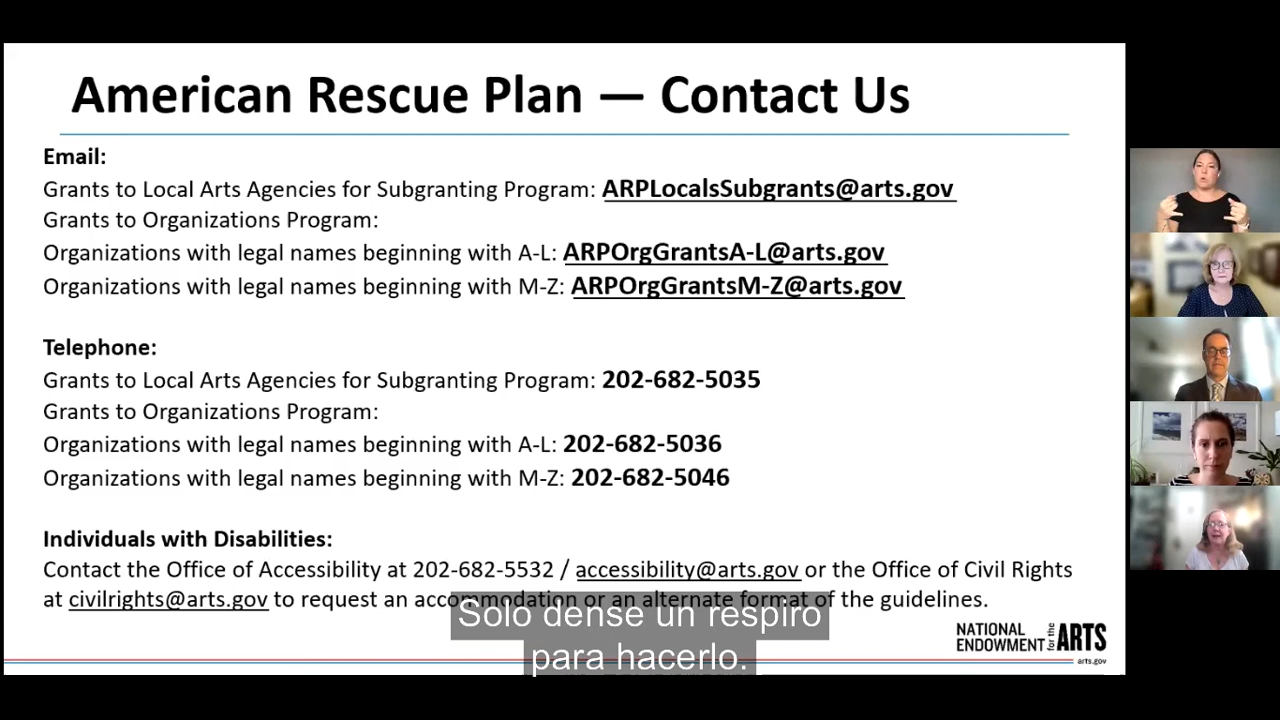 American Rescue Plan — Contact Us
Email:
Grants to Local Arts Agencies for Subgranting Program: ARPLocalsSubgrants@arts.gov
Grants to Organizations Program:
Organizations with legal names beginning with A-L: ARPOrgGrantsA-L@arts.gov
Organizations with legal names beginning with M-Z: ARPOrgGrantsM-Z@arts.gov
Telephone:
Grants to Local Arts Agencies for Subgranting Program: 202-682-5035
Grants to Organizations Program:
Organizations with legal names beginning with A-L: 202-682-5036
Organizations with legal names beginning with M-Z: 202-682-5046
Individuals with Disabilities:
Contact the Office of Accessibility at 202-682-5532 / accessibility@arts.gov or the Office of Civil Rights
at civilrights@arts.gov to request an accommodation or an alternate format of the guidelines.
Solo dense un respiro
para hacerlo.
NATIONAL
ENDOWMENT for the ARTS
arts.gov